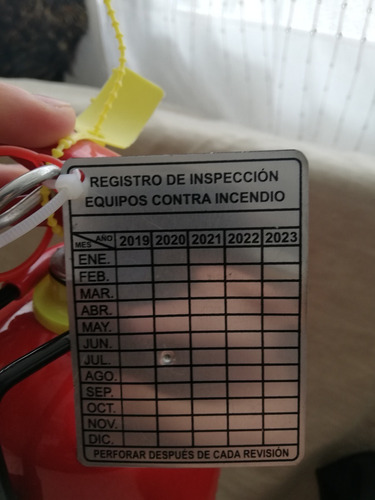 REGISTRO DE INSPECCIÓN
EQUIPOS CONTRA INCENDIO
AÑO
MES 2019 2020 2021 2022 2023
ENE.
FEB.
MAR.
ABR.
MAY.
JUN.
JUL.
AGO.
SEP.
OCT.
NOV.
DIC.
PERFORAR DESPUÉS DE CADA REVISIÓN